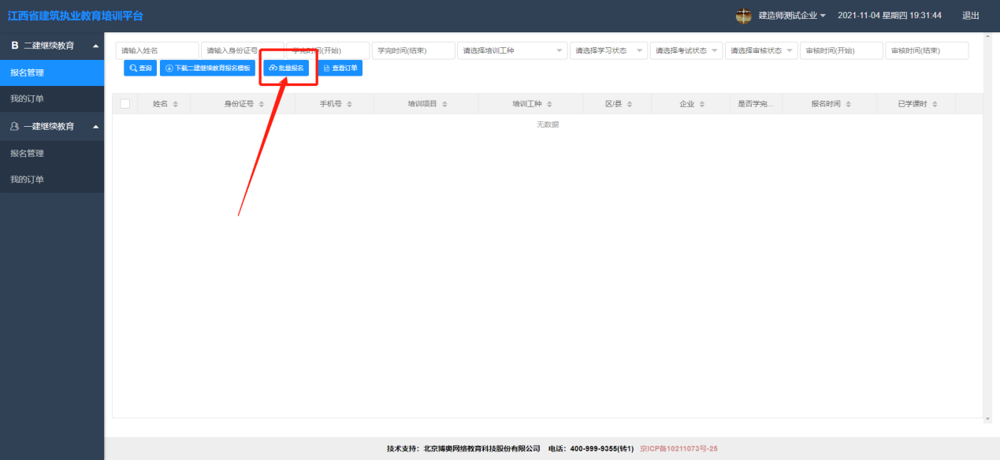 江西省建筑执业教育培训平台
建造师测试企业 2021-11-04 星期四 19:31:44 退出
B 二建继续教育
报名管理
我的订单
一建继续教育
报名管理
我的订单
请输入姓名 请输入身份证号 学完时间(开始) 学完时间(结束) 请选择培训工种 请选择学习状态 请选择考试状态 请选择审核状态 审核时间(开始) 审核时间(结束)
查询 下载二建继续教育报名模板 批量报名 查看订单
姓名 身份证号 手机号 培训项目 培训工种 区/县 企业 是否学完... 报名时间 已学课时
无数据
技术支持：北京博奥网络教育科技股份有限公司 电话：400-999-9355(转1) 京ICP备10211073号-25